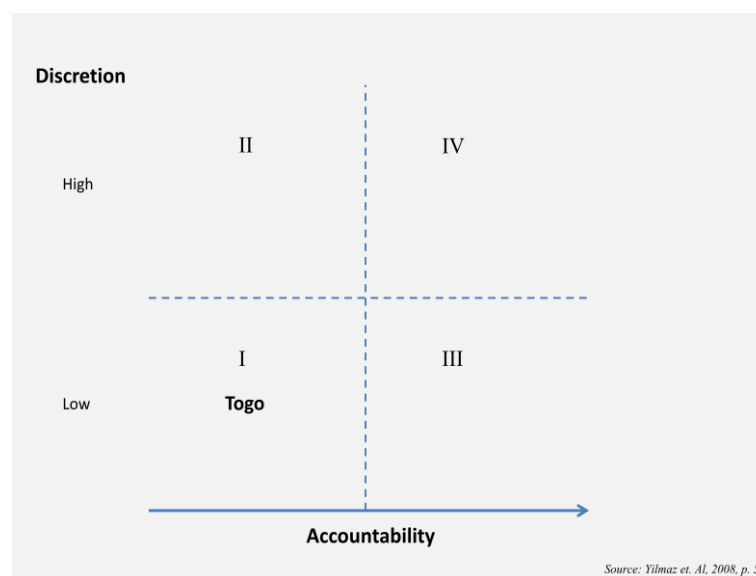 Discretion
II
IV
High
I
III
Low
Togo
Accountability
Source: Yilmaz et. Al, 2008, p.